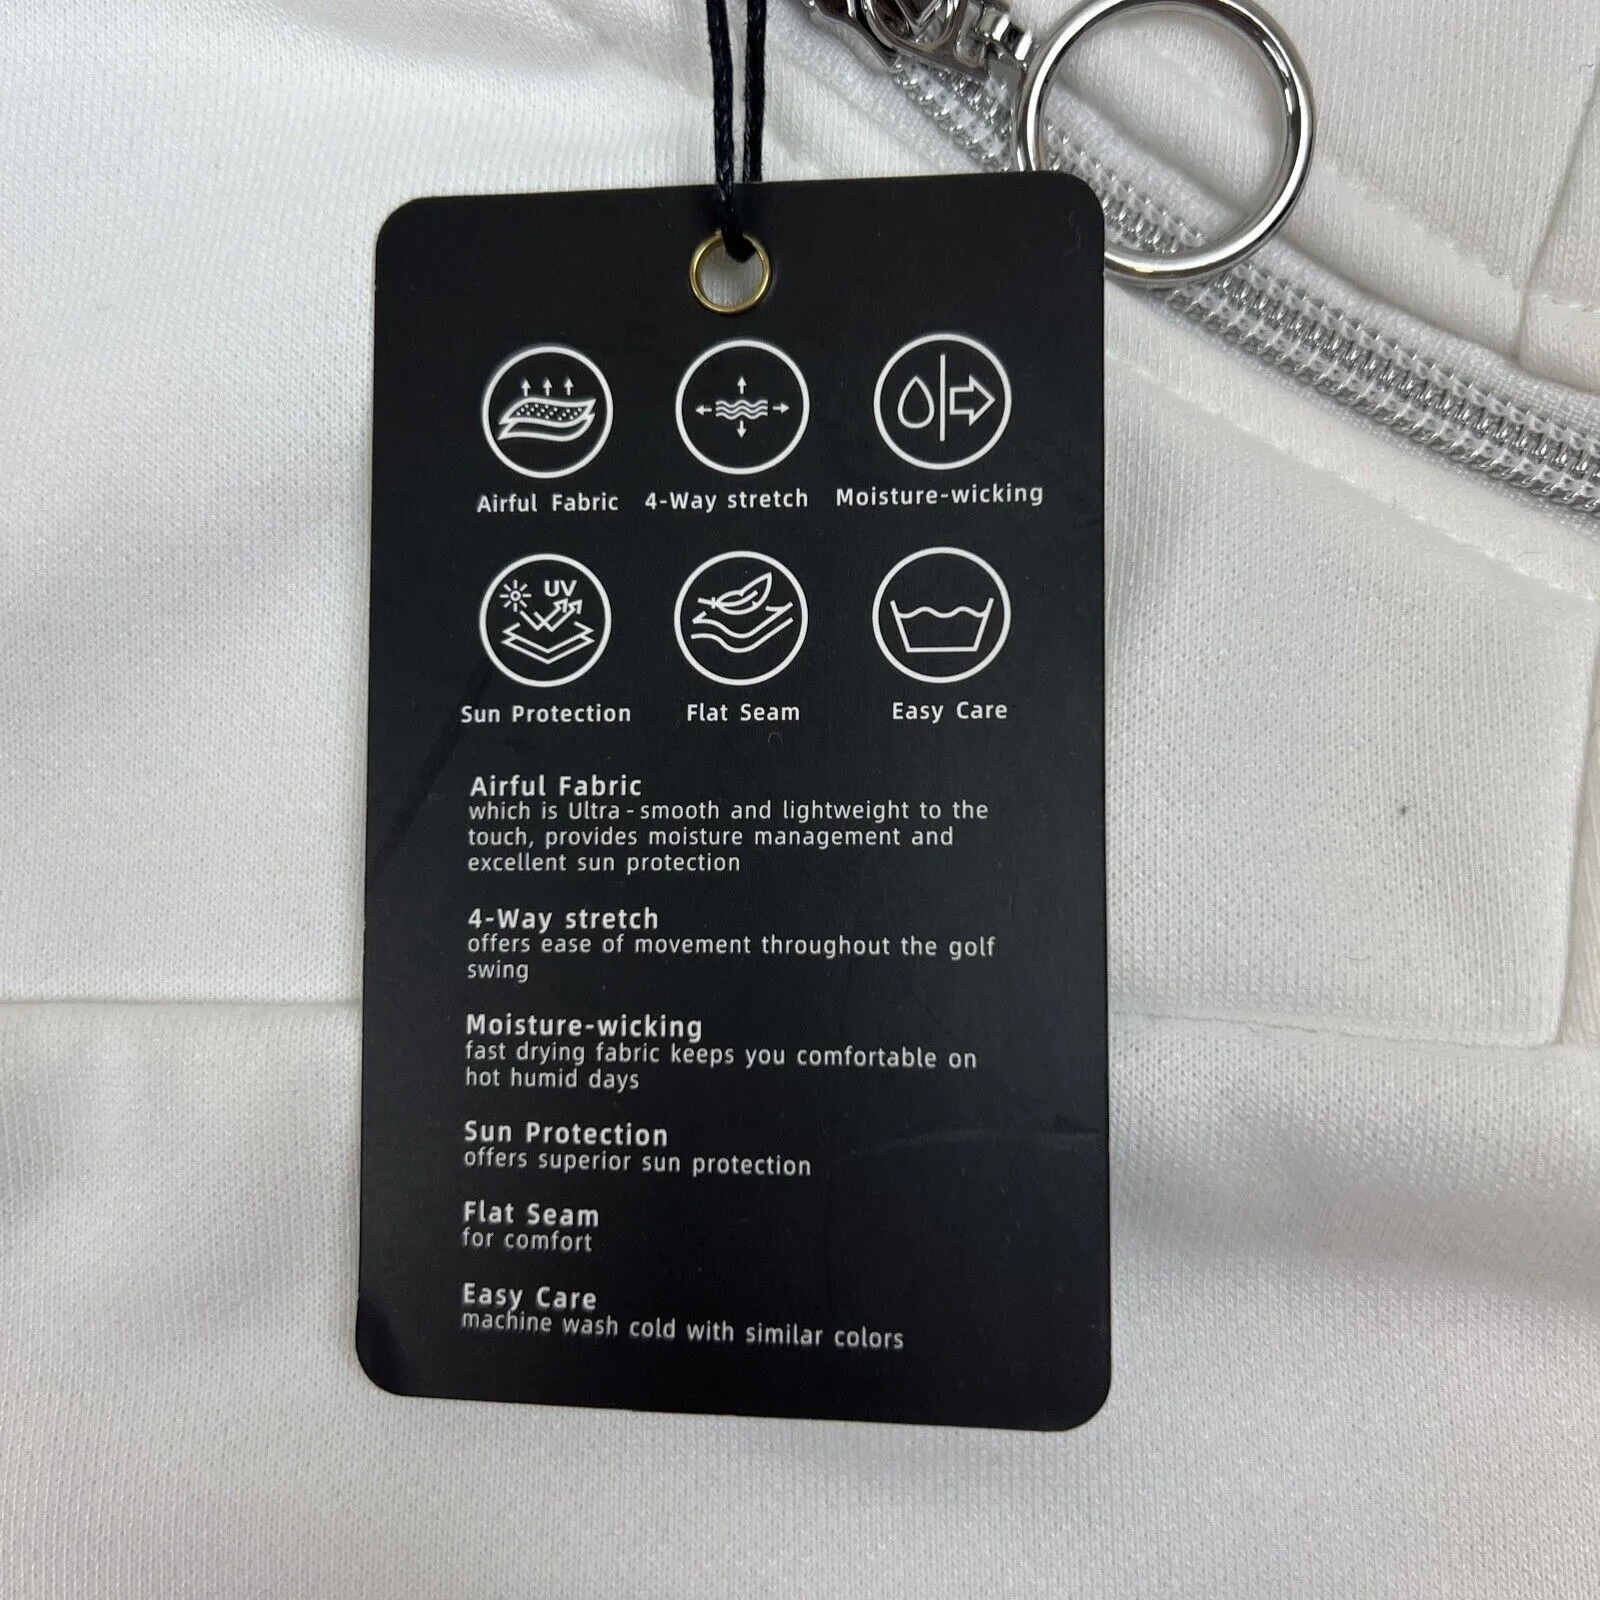 Airful Fabric 4-Way stretch Moisture-wicking
UV
Sun Protection Flat Seam Easy Care
Airful Fabric
which is Ultra-smooth and lightweight to the
touch, provides moisture management and
excellent sun protection
4-Way stretch
offers ease of movement throughout the golf
swing
Moisture-wicking
fast drying fabric keeps you comfortable on
hot humid days
Sun Protection
offers superior sun protection
Flat Seam
for comfort
Easy Care
machine wash cold with similar colors